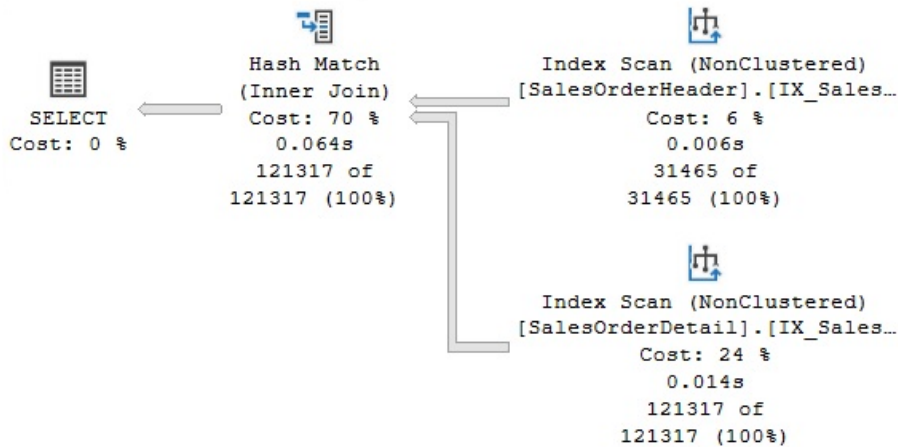 SELECT
Cost: 0 %
Hash Match
(Inner Join)
Cost: 70 %
0.064s
121317 of
121317 (100%)
Index Scan (NonClustered)
[SalesOrderHeader].[IX_Sales…
Cost: 6 %
0.006s
31465 of
31465 (100%)
Index Scan (NonClustered)
[SalesOrderDetail].[IX_Sales…
Cost: 24 %
0.014s
121317 of
121317 (100%)